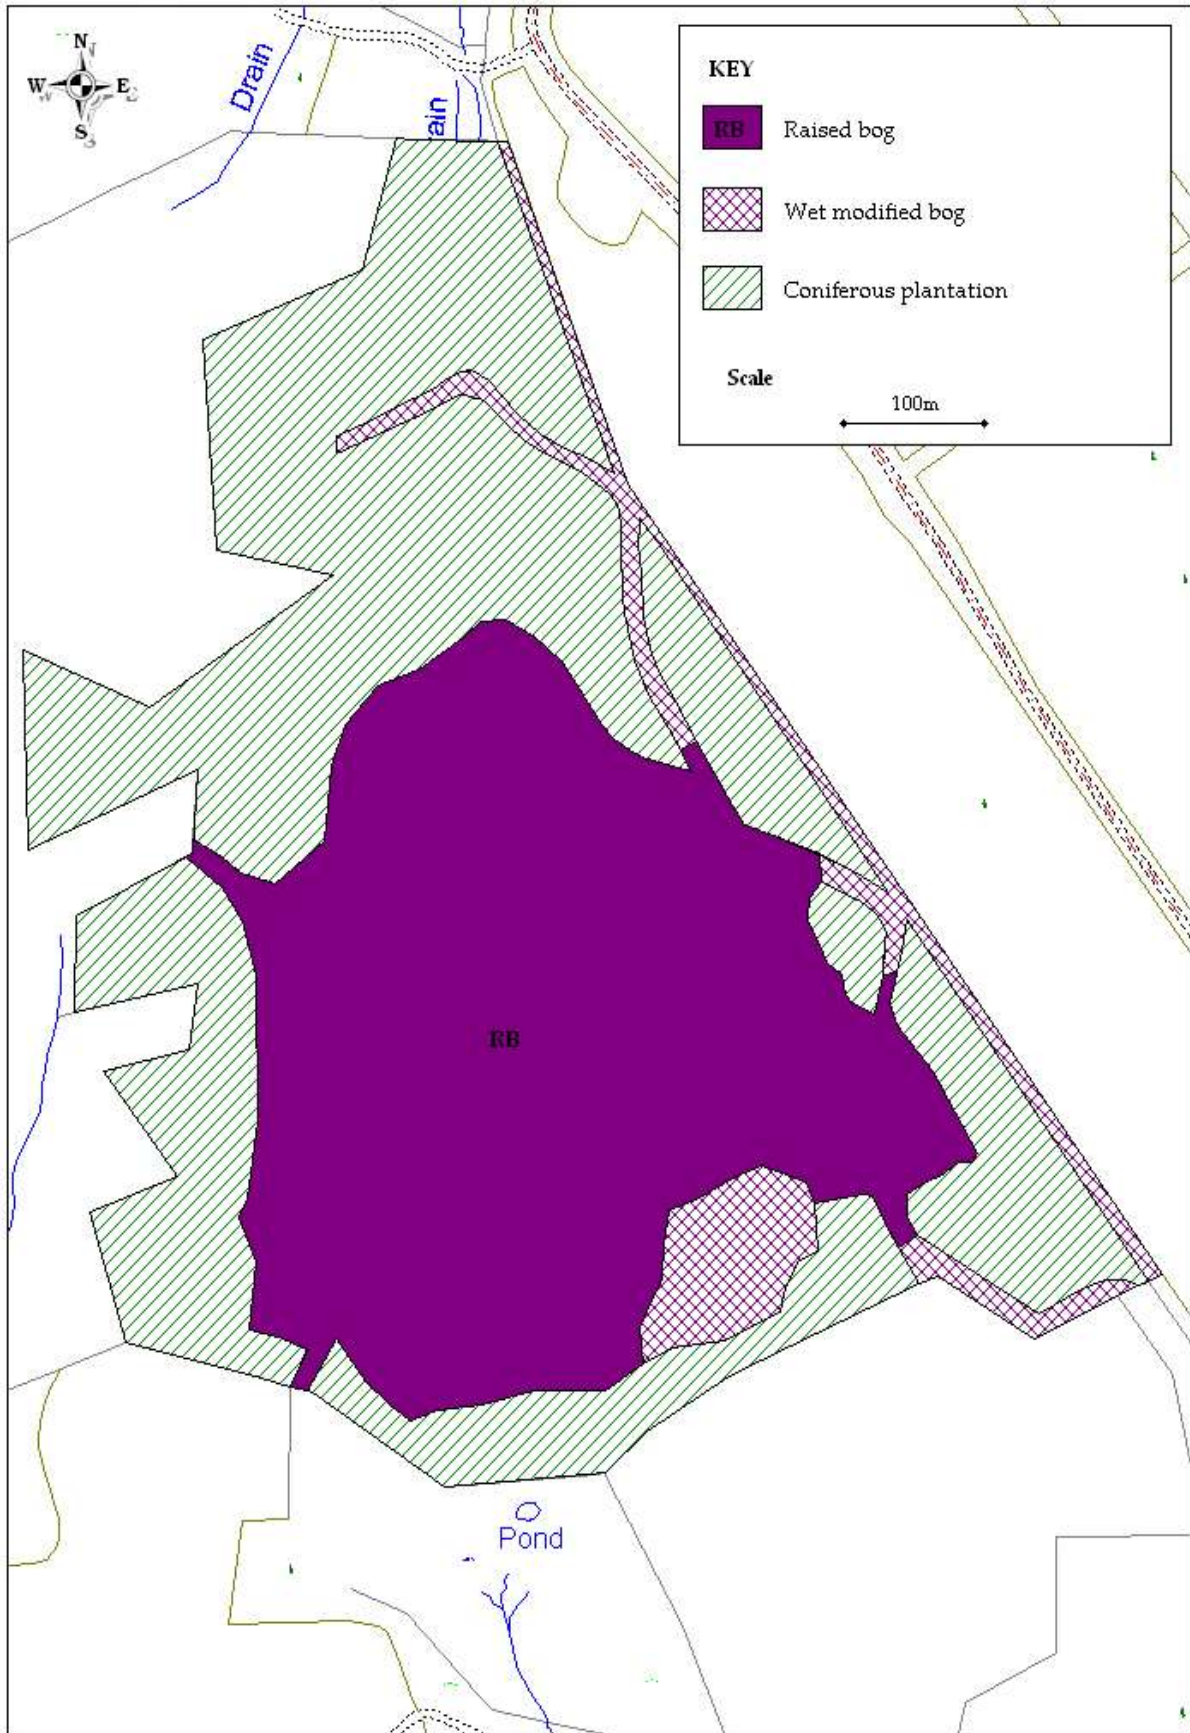 N
W E
S
Drain
ain
KEY
RB Raised bog
Wet modified bog
Coniferous plantation
Scale
100m
RB
Pond